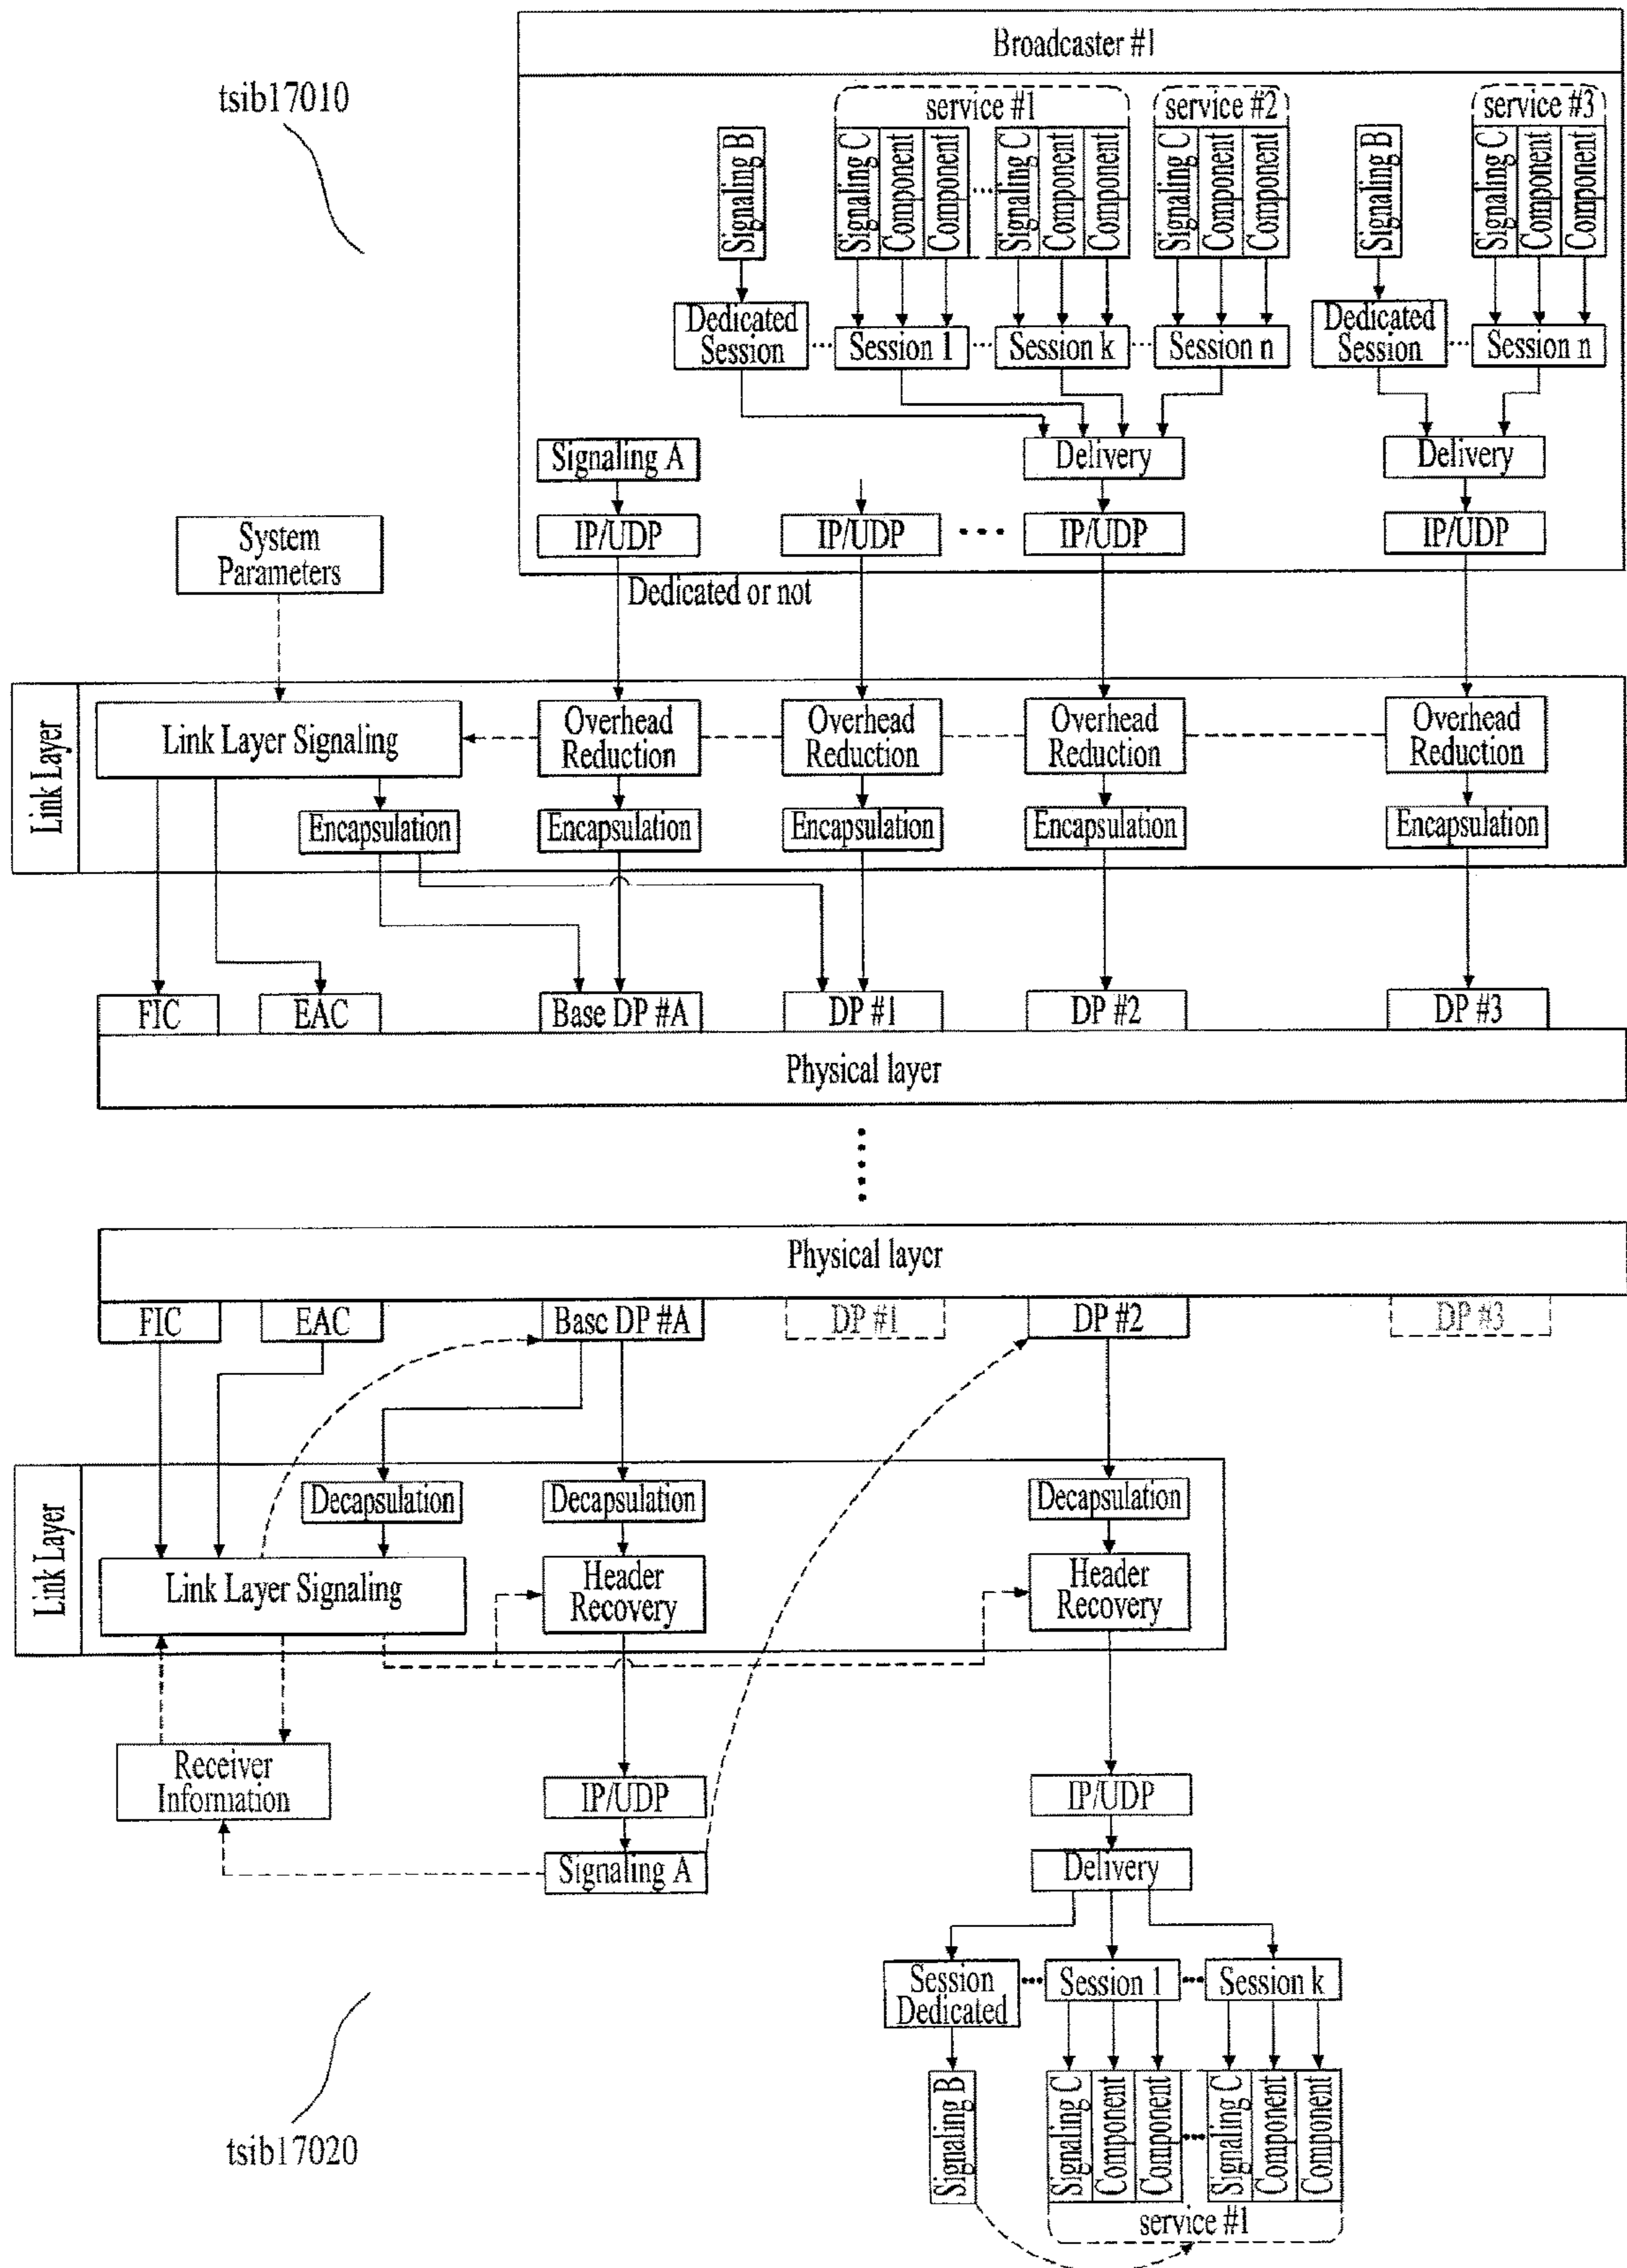 Broadcaster #1
tsib17010
service #1
service #2
service #3
Signaling B
Signaling C
Component
Component
...
Signaling C
Component
Component
Signaling C
Component
Component
Signaling B
Signaling C
Component
Component
Dedicated
Session
...
Session 1
...
Session k
...
Session n
Dedicated
Session
...
Session n
Signaling A
Delivery
Delivery
IP/UDP
IP/UDP
...
IP/UDP
IP/UDP
System
Parameters
Dedicated or not
Link Layer
Link Layer Signaling
Overhead
Reduction
Overhead
Reduction
Overhead
Reduction
Overhead
Reduction
Encapsulation
Encapsulation
Encapsulation
Encapsulation
Encapsulation
FIC
EAC
Base DP #A
DP #1
DP #2
DP #3
Physical layer
Physical layer
FIC
EAC
Base DP #A
DP #1
DP #2
DP #3
Link Layer
Decapsulation
Decapsulation
Decapsulation
Link Layer Signaling
Header
Recovery
Header
Recovery
Receiver
Information
IP/UDP
IP/UDP
Signaling A
Delivery
Session
Dedicated
...
Session 1
...
Session k
Signaling B
Signaling C
Component
Component
...
Signaling C
Component
Component
service #1
tsib17020